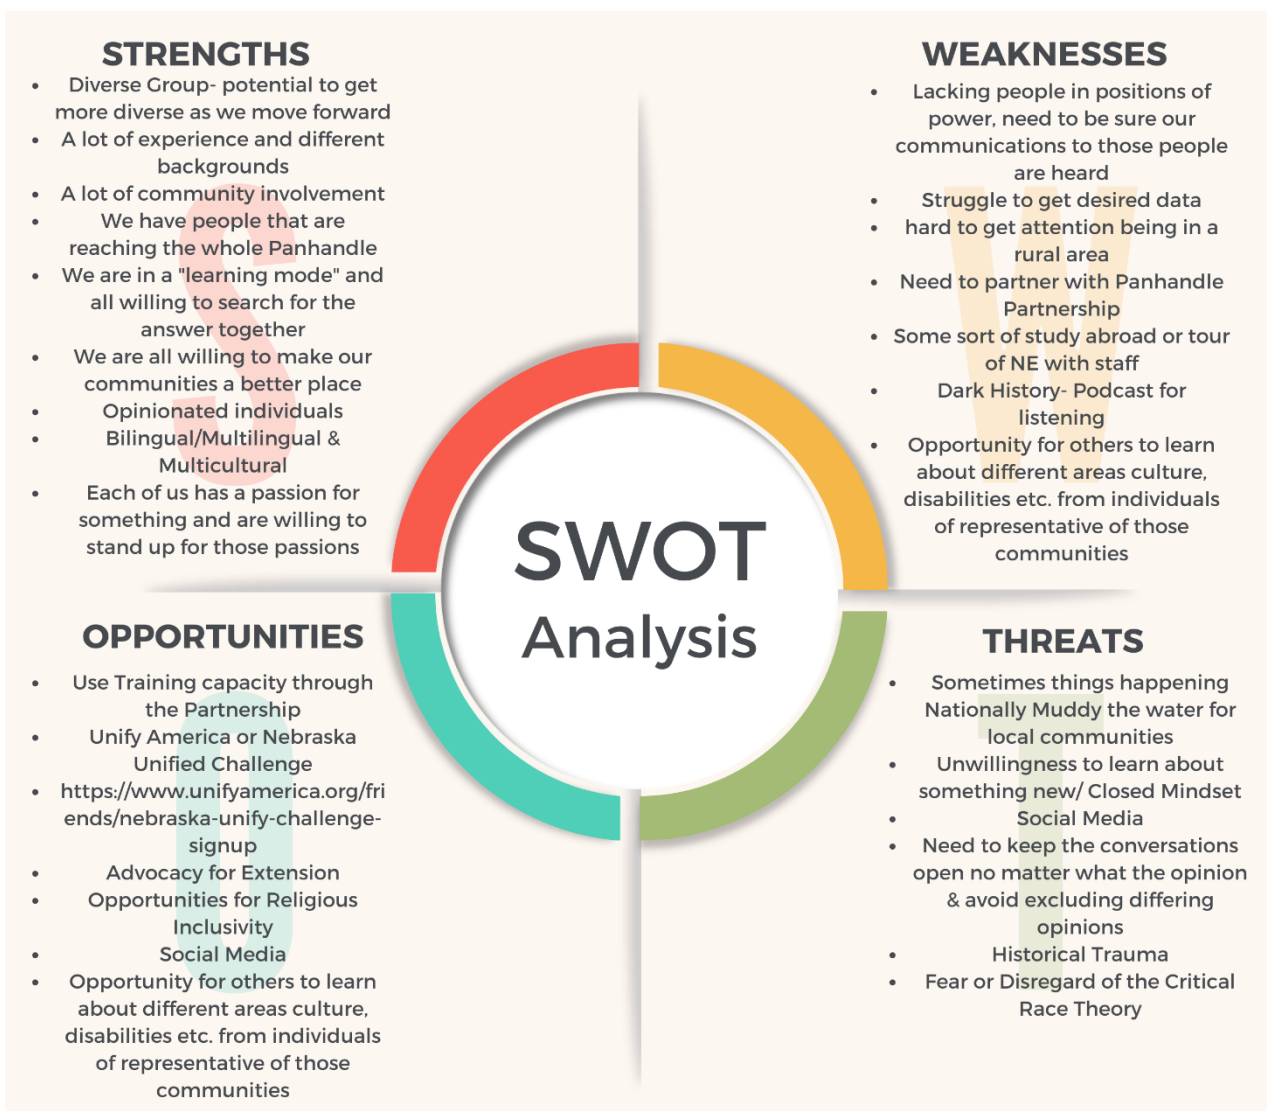 STRENGTHS
• Diverse Group- potential to get
more diverse as we move forward
• A lot of experience and different
backgrounds
• A lot of community involvement
• We have people that are
reaching the whole Panhandle
• We are in a "learning mode" and
all willing to search for the
answer together
• We are all willing to make our
communities a better place
• Opinionated individuals
• Bilingual/Multilingual &
Multicultural
• Each of us has a passion for
something and are willing to
stand up for those passions
S
WEAKNESSES
• Lacking people in positions of
power, need to be sure our
communications to those people
are heard
• Struggle to get desired data
• hard to get attention being in a
rural area
• Need to partner with Panhandle
Partnership
• Some sort of study abroad or tour
of NE with staff
• Dark History- Podcast for
listening
• Opportunity for others to learn
about different areas culture,
disabilities etc. from individuals
of representative of those
communities
W
SWOT
Analysis
OPPORTUNITIES
• Use Training capacity through
the Partnership
• Unify America or Nebraska
Unified Challenge
• https://www.unifyamerica.org/fri
ends/nebraska-unify-challenge-
signup
• Advocacy for Extension
• Opportunities for Religious
Inclusivity
• Social Media
• Opportunity for others to learn
about different areas culture,
disabilities etc. from individuals
of representative of those
communities
O
THREATS
• Sometimes things happening
Nationally Muddy the water for
local communities
• Unwillingness to learn about
something new/ Closed Mindset
• Social Media
• Need to keep the conversations
open no matter what the opinion
& avoid excluding differing
opinions
• Historical Trauma
• Fear or Disregard of the Critical
Race Theory
T